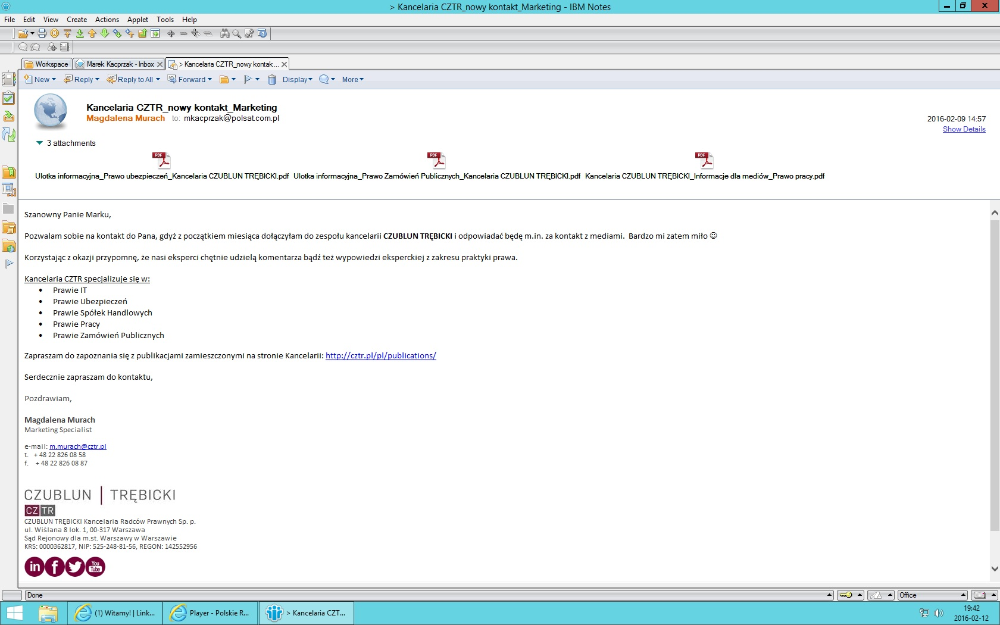 > Kancelaria CZTR_nowy kontakt_Marketing - IBM Notes
File Edit View Create Actions Applet Tools Help
Workspace Marek Kacprzak - Inbox > Kancelaria CZTR_nowy kontak ...
New Reply Reply to All Forward Display More
Kancelaria CZTR_nowy kontakt_Marketing
Magdalena Murach to: mkacprzak@polsat.com.pl
2016-02-09 14:57
Show Details
3 attachments
PDF PDF PDF
Ulotka informacyjna_Prawo ubezpieczeń_Kancelaria CZUBLUN TRĘBICKI.pdf Ulotka informacyjna_Prawo Zamówień Publicznych_Kancelaria CZUBLUN TRĘBICKI.pdf Kancelaria CZUBLUN TRĘBICKI_Informacje dla mediów_Prawo pracy.pdf
Szanowny Panie Marku,
Pozwalam sobie na kontakt do Pana, gdyż z początkiem miesiąca dołączyłam do zespołu kancelarii CZUBLUN TRĘBICKI i odpowiadać będę m.in. za kontakt z mediami. Bardzo mi zatem miło ☺
Korzystając z okazji przypomnę, że nasi eksperci chętnie udzielą komentarza bądź też wypowiedzi eksperckiej z zakresu praktyki prawa.
Kancelaria CZTR specjalizuje się w:
• Prawie IT
• Prawie Ubezpieczeń
• Prawie Spółek Handlowych
• Prawie Pracy
• Prawie Zamówień Publicznych
Zapraszam do zapoznania się z publikacjami zamieszczonymi na stronie Kancelarii: http://cztr.pl/pl/publications/
Serdecznie zapraszam do kontaktu,
Pozdrawiam,
Magdalena Murach
Marketing Specialist
e-mail: m.murach@cztr.pl
t. + 48 22 826 08 58
f. + 48 22 826 08 87
CZUBLUN | TRĘBICKI
CZ TR
CZUBLUN TRĘBICKI Kancelaria Radców Prawnych Sp. p.
ul. Wiślana 8 lok. 1, 00-317 Warszawa
Sąd Rejonowy dla m.st. Warszawy w Warszawie
KRS: 0000362817, NIP: 525-248-81-56, REGON: 142552956
in f You Tube
Done Office
(1) Witamy! | Link... Player - Polskie R... > Kancelaria CZT...
19:42
2016-02-12